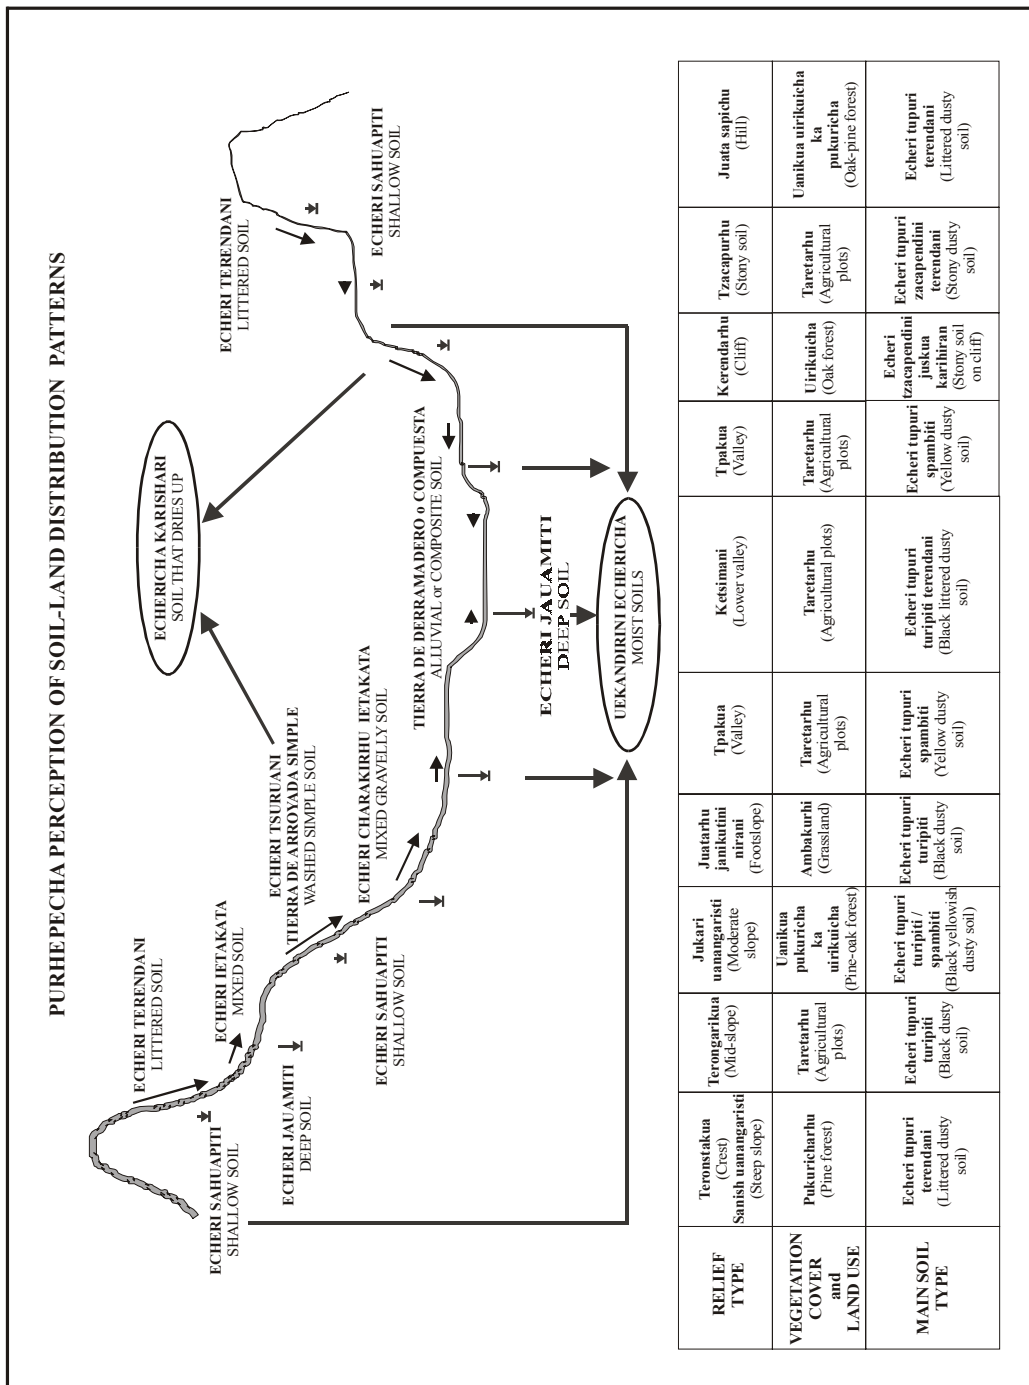 PURHEPECHA PERCEPTION OF SOIL-LAND DISTRIBUTION PATTERNS
ECHERI TERENDANI
LITTERED SOIL
ECHERI SAHUAPITI
SHALLOW SOIL
ECHERI IETAKATA
MIXED SOIL
ECHERI JAUAMITI
DEEP SOIL
ECHERI TSURUANI
TIERRA DE ARROYADA SIMPLE
WASHED SIMPLE SOIL
ECHERI SAHUAPITI
SHALLOW SOIL
ECHERI CHARAKIRHU IETAKATA
MIXED GRAVELLY SOIL
ECHERICHA KARISHARI
SOIL THAT DRIES UP
TIERRA DE DERRAMADERO o COMPUESTA
ALLUVIAL or COMPOSITE SOIL
ECHERI JAUAMITI
DEEP SOIL
UEKANDIRINI ECHERICHA
MOIST SOILS
ECHERI TERENDANI
LITTERED SOIL
ECHERI SAHUAPITI
SHALLOW SOIL
RELIEF
TYPE
Teronstakua
(Crest)
Sanish uanangaristi
(Steep slope)
Terongarikua
(Mid-slope)
Jukari
uanangaristi
(Moderate
slope)
Juatarhu
janikutini
nirani
(Footslope)
Tpakua
(Valley)
Ketsimani
(Lower valley)
Tpakua
(Valley)
Kerendarhu
(Cliff)
Tzacapurhu
(Stony soil)
Juata sapichu
(Hill)
VEGETATION
COVER
and
LAND USE
Pukuricharhu
(Pine forest)
Taretarhu
(Agricultural
plots)
Uanikua
pukuricha
ka
uirikuicha
(Pine-oak forest)
Ambakurhi
(Grassland)
Taretarhu
(Agricultural
plots)
Taretarhu
(Agricultural plots)
Taretarhu
(Agricultural
plots)
Uirikuicha
(Oak forest)
Taretarhu
(Agricultural
plots)
Uanikua uirikuicha
ka
pukuricha
(Oak-pine forest)
MAIN SOIL
TYPE
Echeri tupuri
terendani
(Littered dusty
soil)
Echeri tupuri
turipiti
(Black dusty
soil)
Echeri tupuri
turipiti /
spambiti
(Black yellowish
dusty soil)
Echeri tupuri
turipiti
(Black dusty
soil)
Echeri tupuri
spambiti
(Yellow dusty
soil)
Echeri tupuri
turipiti terendani
(Black littered dusty
soil)
Echeri tupuri
spambiti
(Yellow dusty
soil)
Echeri
tzacapendini
juskua
karihiran
(Stony soil
on cliff)
Echeri tupuri
zacapendini
terendani
(Stony dusty
soil)
Echeri tupuri
terendani
(Littered dusty
soil)